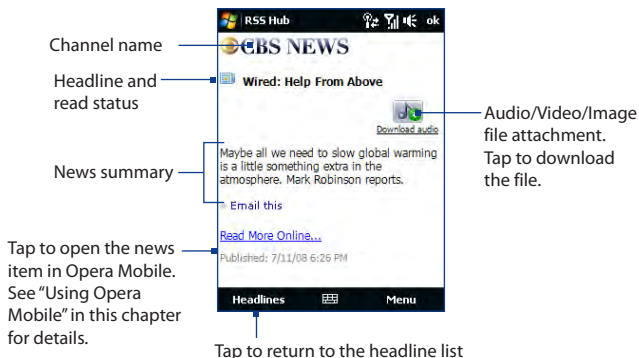 RSS Hub ok
Channel name
CBS NEWS
Headline and
read status
Wired: Help From Above
Download audio
Audio/Video/Image
file attachment.
Tap to download
the file.
News summary
Maybe all we need to slow global warming
is a little something extra in the
atmosphere. Mark Robinson reports.
Email this
Read More Online...
Published: 7/11/08 6:26 PM
Tap to open the news
item in Opera Mobile.
See “Using Opera
Mobile” in this chapter
for details.
Headlines Menu
Tap to return to the headline list